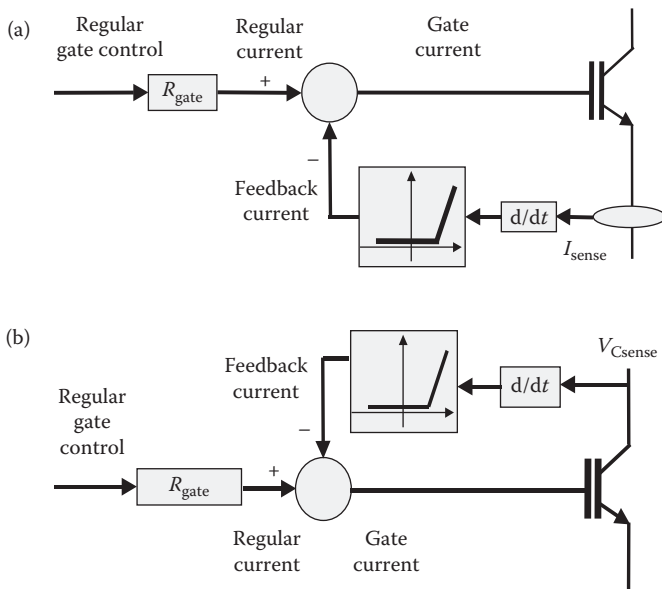 (a)
Regular
gate control
Regular
current
Gate
current
+
R_gate
−
Feedback
current
d/dt
I_sense
(b)
V_Csense
Feedback
current
d/dt
Regular
gate
control
−
+
R_gate
Regular
current
Gate
current